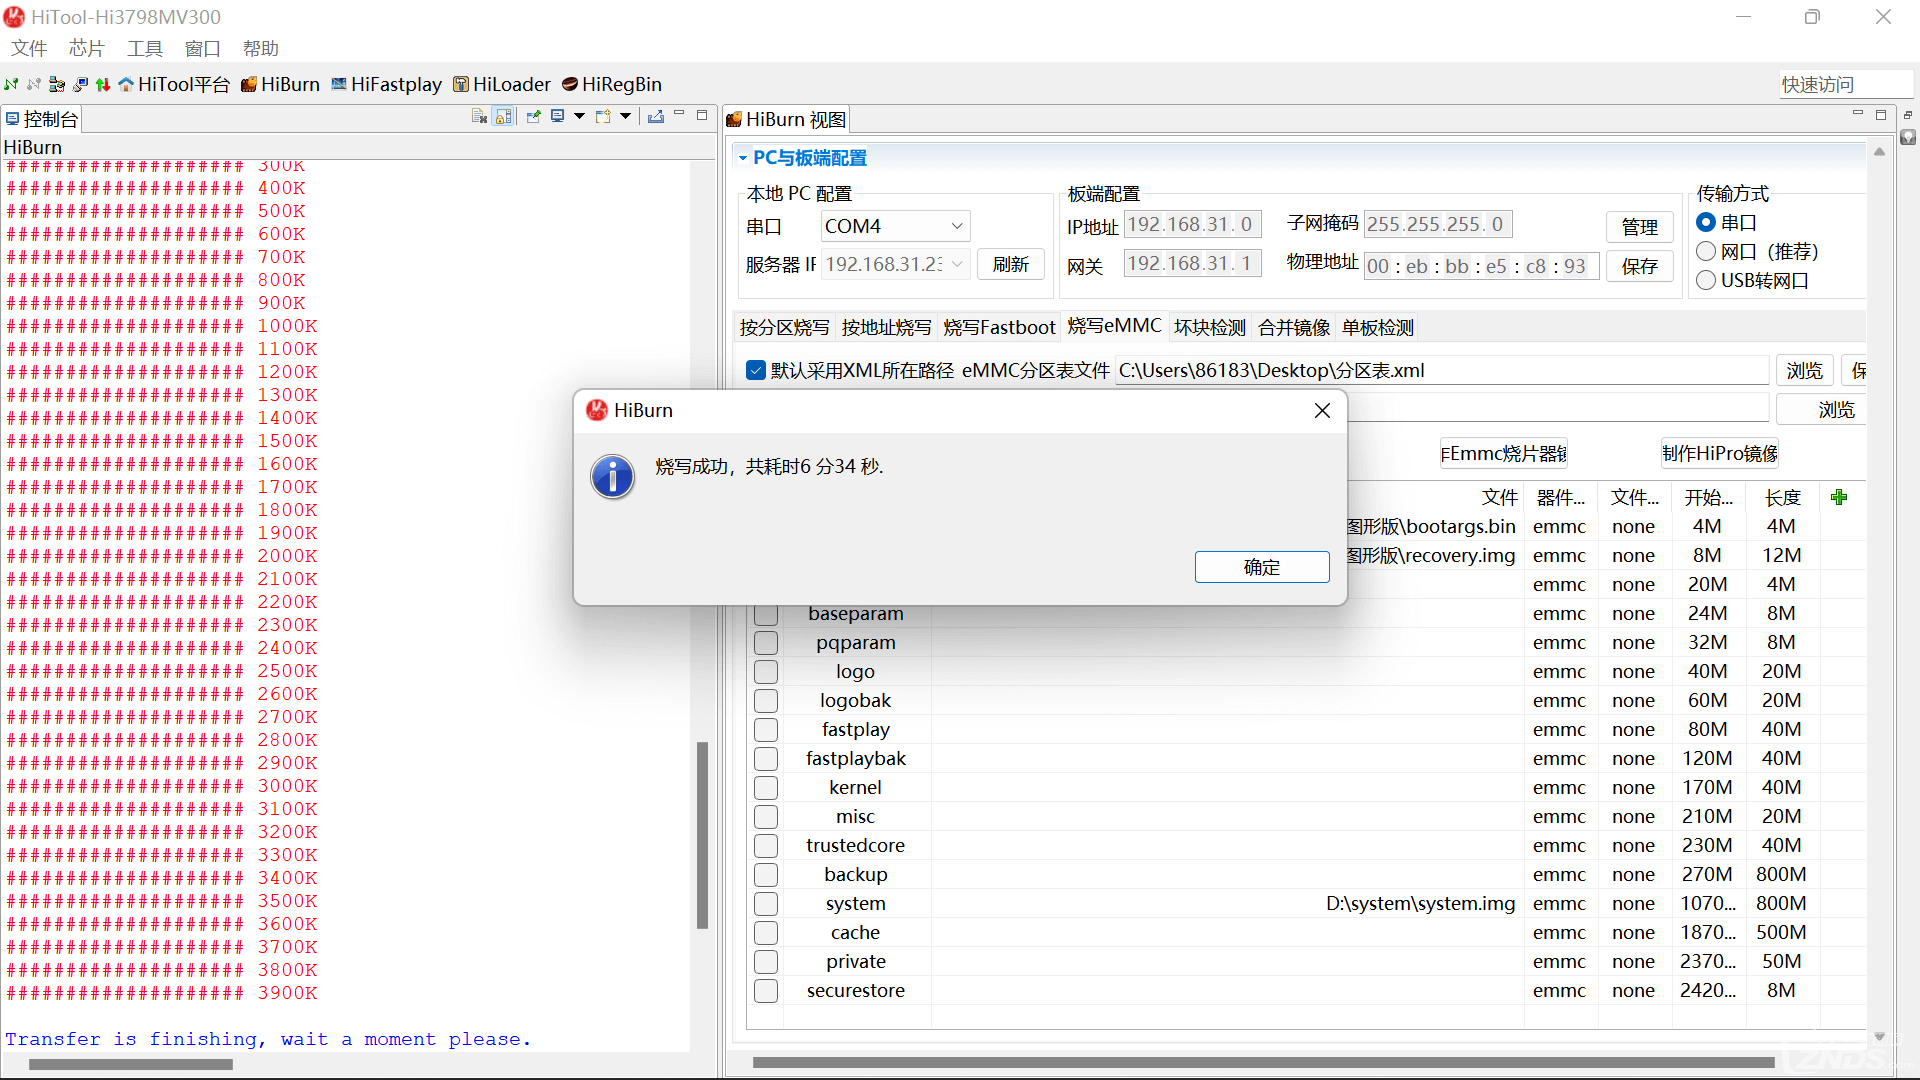 HiTool-Hi3798MV300
文件 芯片 工具 窗口 帮助
HiTool平台 HiBurn HiFastplay HiLoader HiRegBin
快速访问
控制台
HiBurn
#################### 300K
#################### 400K
#################### 500K
#################### 600K
#################### 700K
#################### 800K
#################### 900K
#################### 1000K
#################### 1100K
#################### 1200K
#################### 1300K
#################### 1400K
#################### 1500K
#################### 1600K
#################### 1700K
#################### 1800K
#################### 1900K
#################### 2000K
#################### 2100K
#################### 2200K
#################### 2300K
#################### 2400K
#################### 2500K
#################### 2600K
#################### 2700K
#################### 2800K
#################### 2900K
#################### 3000K
#################### 3100K
#################### 3200K
#################### 3300K
#################### 3400K
#################### 3500K
#################### 3600K
#################### 3700K
#################### 3800K
#################### 3900K
Transfer is finishing, wait a moment please.
HiBurn 视图
PC与板端配置
本地 PC 配置
串口 COM4
服务器 IP 192.168.31.23 刷新
板端配置
IP地址 192.168.31. 0 子网掩码 255.255.255. 0 管理
网关 192.168.31. 1 物理地址 00 : eb : bb : e5 : c8 : 93 保存
传输方式
串口
网口（推荐）
USB转网口
按分区烧写 按地址烧写 烧写Fastboot 烧写eMMC 坏块检测 合并镜像 单板检测
默认采用XML所在路径 eMMC分区表文件 C:\Users\86183\Desktop\分区表.xml 浏览 保
浏览
Emmc烧片器 制作HiPro镜像
文件 器件... 文件... 开始... 长度
图形版\bootargs.bin emmc none 4M 4M
图形版\recovery.img emmc none 8M 12M
emmc none 20M 4M
baseparam emmc none 24M 8M
pqparam emmc none 32M 8M
logo emmc none 40M 20M
logobak emmc none 60M 20M
fastplay emmc none 80M 40M
fastplaybak emmc none 120M 40M
kernel emmc none 170M 40M
misc emmc none 210M 20M
trustedcore emmc none 230M 40M
backup emmc none 270M 800M
system D:\system\system.img emmc none 1070... 800M
cache emmc none 1870... 500M
private emmc none 2370... 50M
securestore emmc none 2420... 8M
HiBurn
烧写成功，共耗时6 分34 秒.
确定
ZNDS